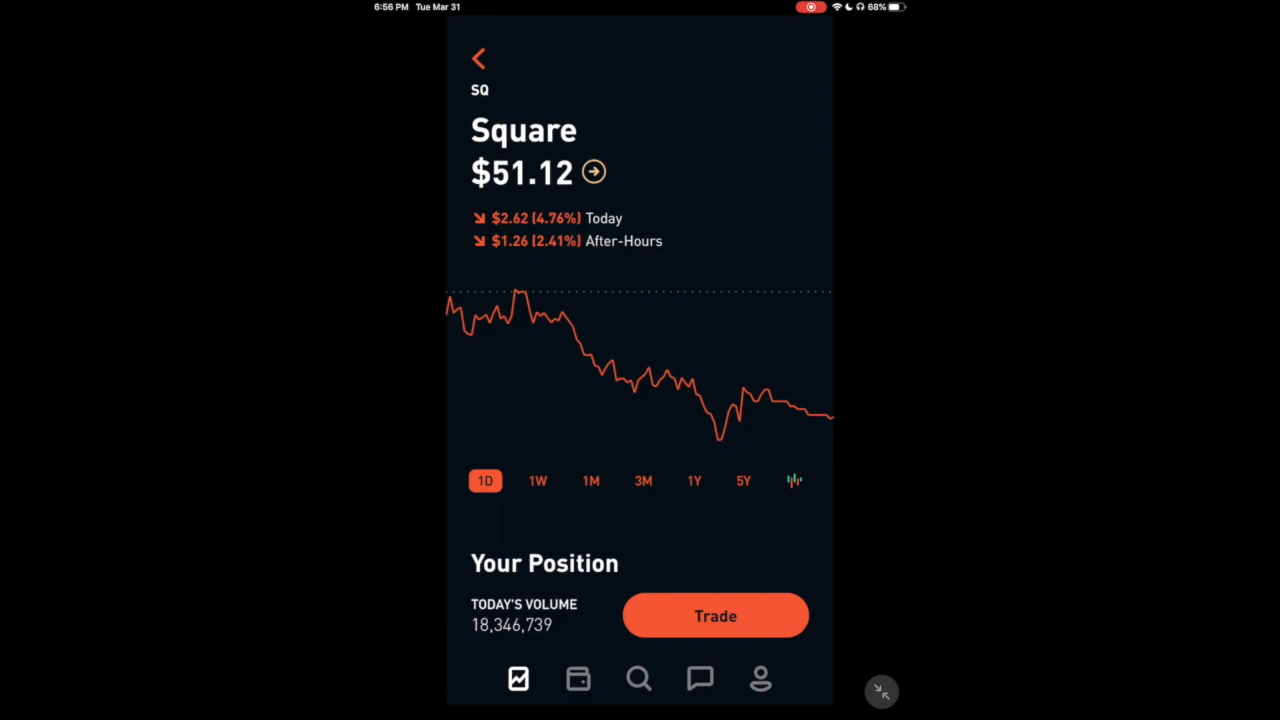 6:56 PM Tue Mar 31
68%
SQ
Square
$51.12
$2.62 (4.76%) Today
$1.26 (2.41%) After-Hours
1D 1W 1M 3M 1Y 5Y
Your Position
TODAY'S VOLUME
18,346,739
Trade